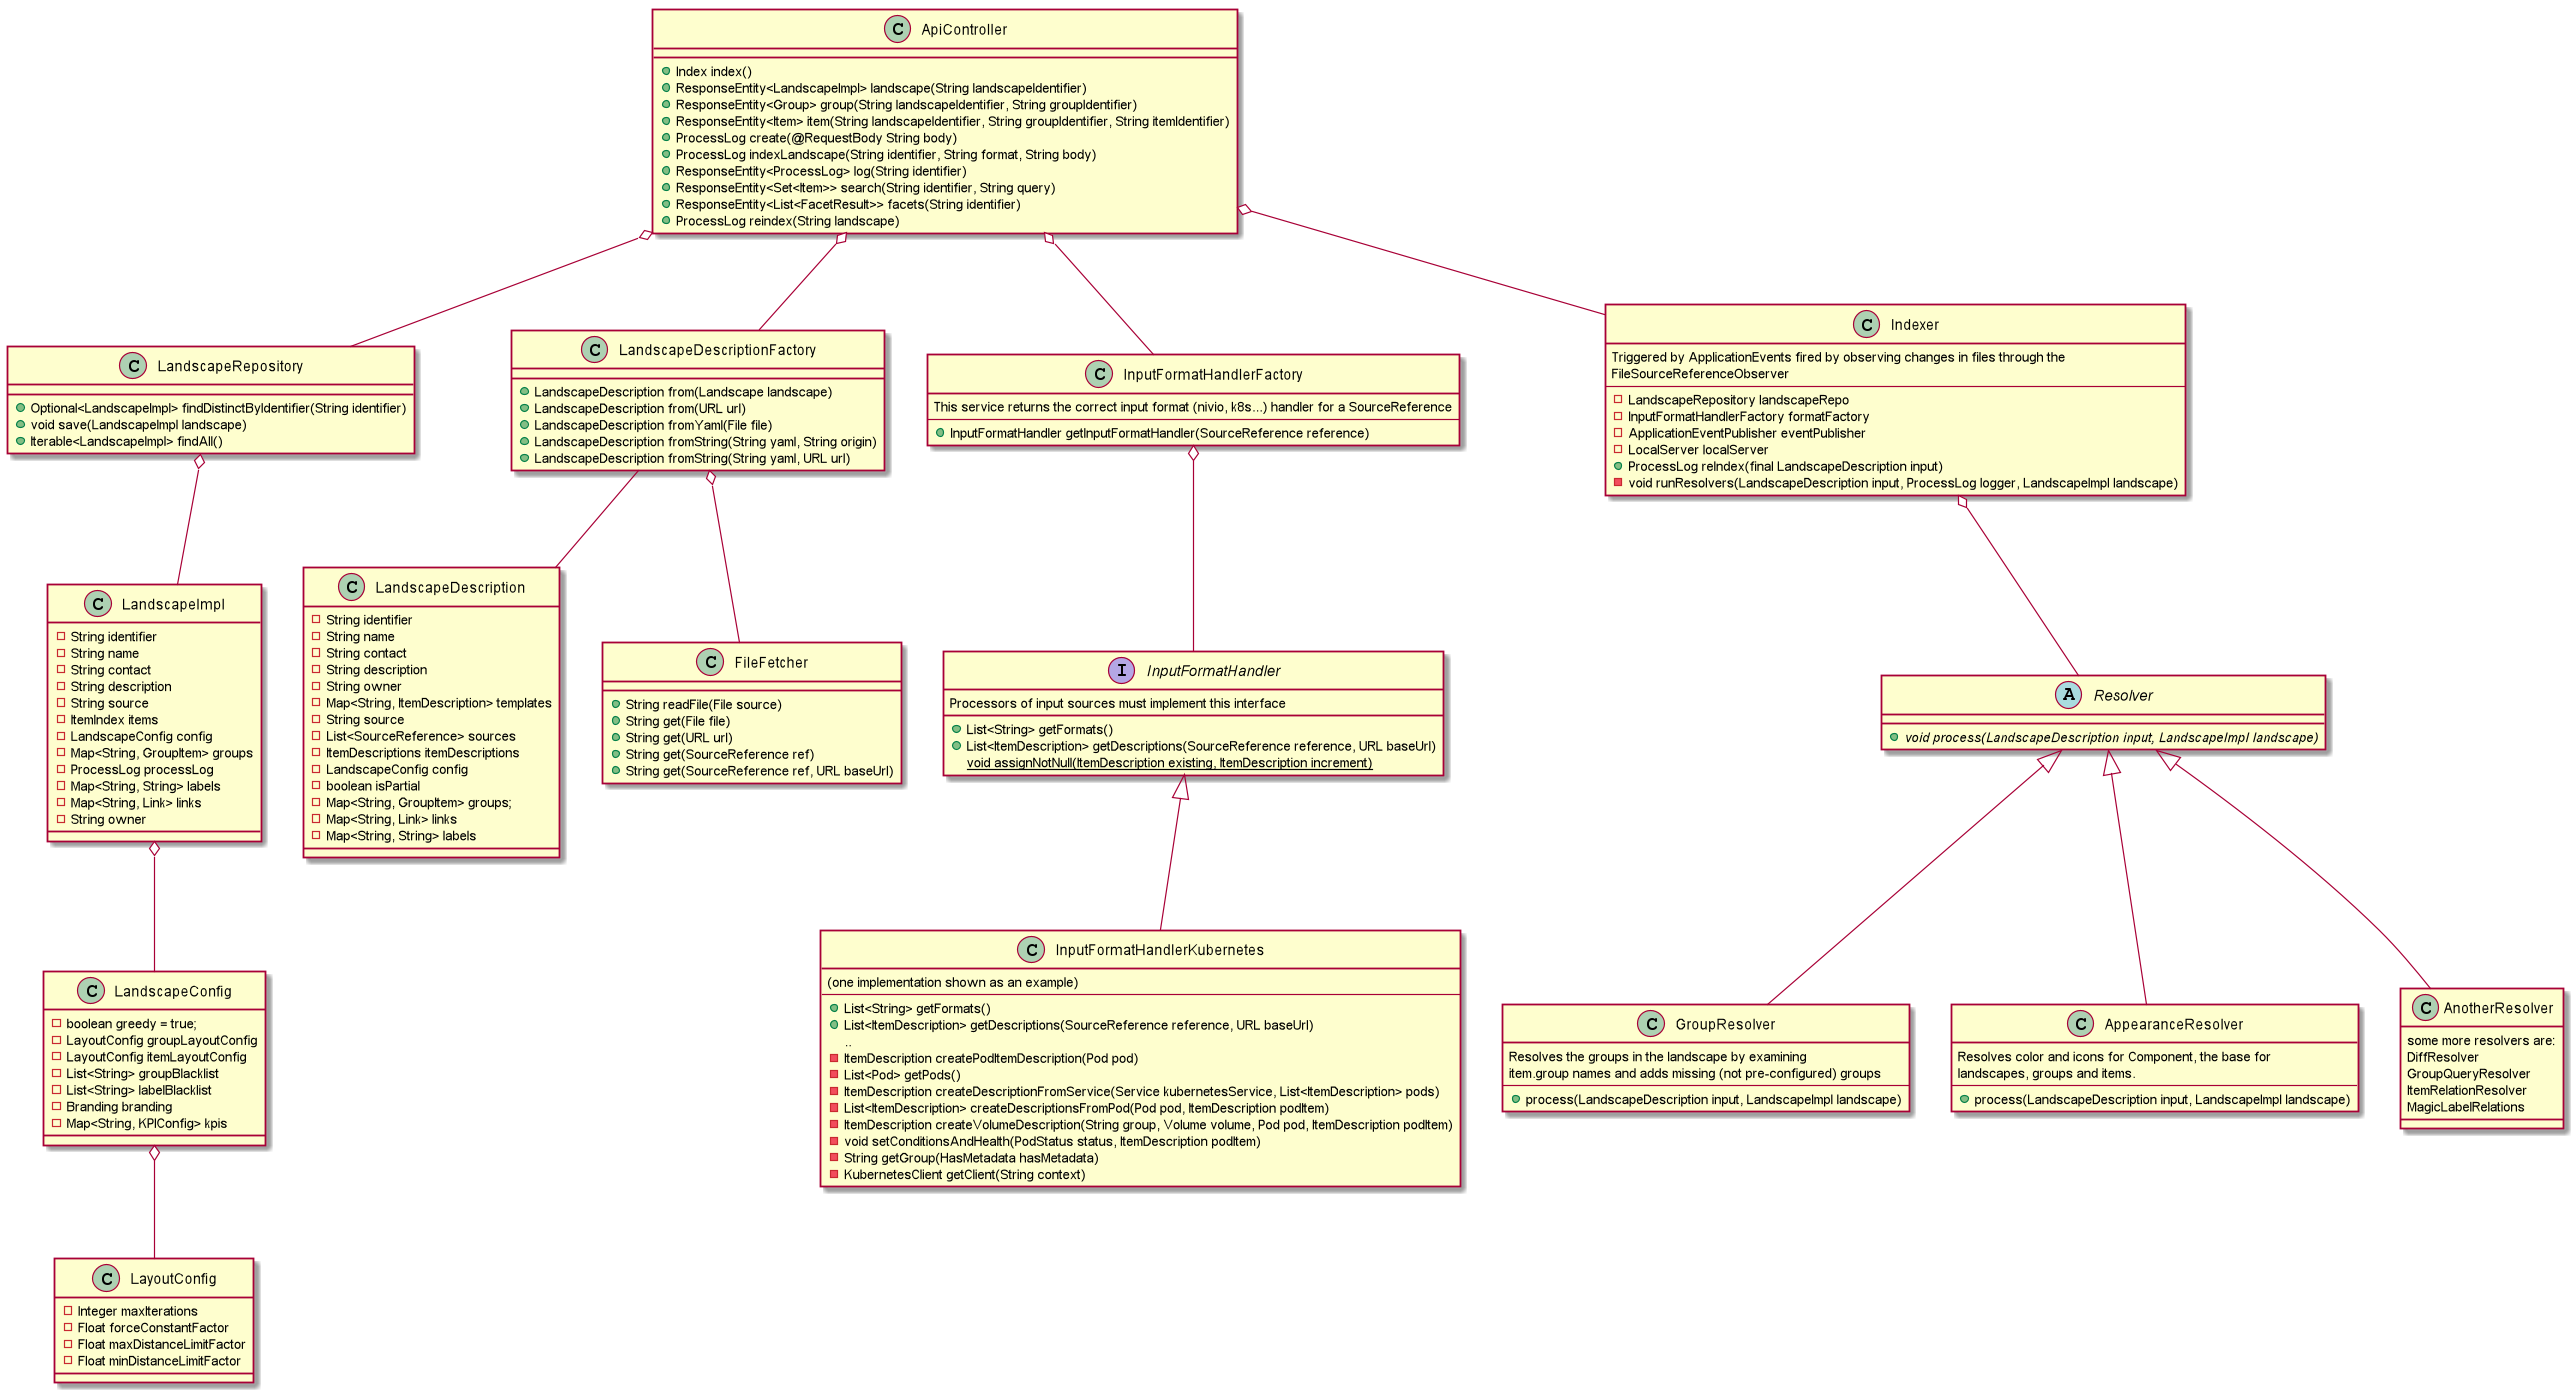 C ApiController
Index index()
ResponseEntity<LandscapeImpl> landscape(String landscapeIdentifier)
ResponseEntity<Group> group(String landscapeIdentifier, String groupIdentifier)
ResponseEntity<Item> item(String landscapeIdentifier, String groupIdentifier, String itemIdentifier)
ProcessLog create(@RequestBody String body)
ProcessLog indexLandscape(String identifier, String format, String body)
ResponseEntity<ProcessLog> log(String identifier)
ResponseEntity<Set<Item>> search(String identifier, String query)
ResponseEntity<List<FacetResult>> facets(String identifier)
ProcessLog reindex(String landscape)
C LandscapeRepository
Optional<LandscapeImpl> findDistinctByIdentifier(String identifier)
void save(LandscapeImpl landscape)
Iterable<LandscapeImpl> findAll()
C LandscapeDescriptionFactory
LandscapeDescription from(Landscape landscape)
LandscapeDescription from(URL url)
LandscapeDescription fromYaml(File file)
LandscapeDescription fromString(String yaml, String origin)
LandscapeDescription fromString(String yaml, URL url)
C InputFormatHandlerFactory
This service returns the correct input format (nivio, k8s...) handler for a SourceReference
InputFormatHandler getInputFormatHandler(SourceReference reference)
C Indexer
Triggered by ApplicationEvents fired by observing changes in files through the
FileSourceReferenceObserver
LandscapeRepository landscapeRepo
InputFormatHandlerFactory formatFactory
ApplicationEventPublisher eventPublisher
LocalServer localServer
ProcessLog reIndex(final LandscapeDescription input)
void runResolvers(LandscapeDescription input, ProcessLog logger, LandscapeImpl landscape)
C LandscapeImpl
String identifier
String name
String contact
String description
String source
ItemIndex items
LandscapeConfig config
Map<String, GroupItem> groups
ProcessLog processLog
Map<String, String> labels
Map<String, Link> links
String owner
C LandscapeDescription
String identifier
String name
String contact
String description
String owner
Map<String, ItemDescription> templates
String source
List<SourceReference> sources
ItemDescriptions itemDescriptions
LandscapeConfig config
boolean isPartial
Map<String, GroupItem> groups;
Map<String, Link> links
Map<String, String> labels
C FileFetcher
String readFile(File source)
String get(File file)
String get(URL url)
String get(SourceReference ref)
String get(SourceReference ref, URL baseUrl)
I InputFormatHandler
Processors of input sources must implement this interface
List<String> getFormats()
List<ItemDescription> getDescriptions(SourceReference reference, URL baseUrl)
void assignNotNull(ItemDescription existing, ItemDescription increment)
A Resolver
void process(LandscapeDescription input, LandscapeImpl landscape)
C LandscapeConfig
boolean greedy = true;
LayoutConfig groupLayoutConfig
LayoutConfig itemLayoutConfig
List<String> groupBlacklist
List<String> labelBlacklist
Branding branding
Map<String, KPIConfig> kpis
C InputFormatHandlerKubernetes
(one implementation shown as an example)
List<String> getFormats()
List<ItemDescription> getDescriptions(SourceReference reference, URL baseUrl)
..
ItemDescription createPodItemDescription(Pod pod)
List<Pod> getPods()
ItemDescription createDescriptionFromService(Service kubernetesService, List<ItemDescription> pods)
List<ItemDescription> createDescriptionsFromPod(Pod pod, ItemDescription podItem)
ItemDescription createVolumeDescription(String group, Volume volume, Pod pod, ItemDescription podItem)
void setConditionsAndHealth(PodStatus status, ItemDescription podItem)
String getGroup(HasMetadata hasMetadata)
KubernetesClient getClient(String context)
C GroupResolver
Resolves the groups in the landscape by examining
item.group names and adds missing (not pre-configured) groups
process(LandscapeDescription input, LandscapeImpl landscape)
C AppearanceResolver
Resolves color and icons for Component, the base for
landscapes, groups and items.
process(LandscapeDescription input, LandscapeImpl landscape)
C AnotherResolver
some more resolvers are:
DiffResolver
GroupQueryResolver
ItemRelationResolver
MagicLabelRelations
C LayoutConfig
Integer maxIterations
Float forceConstantFactor
Float maxDistanceLimitFactor
Float minDistanceLimitFactor